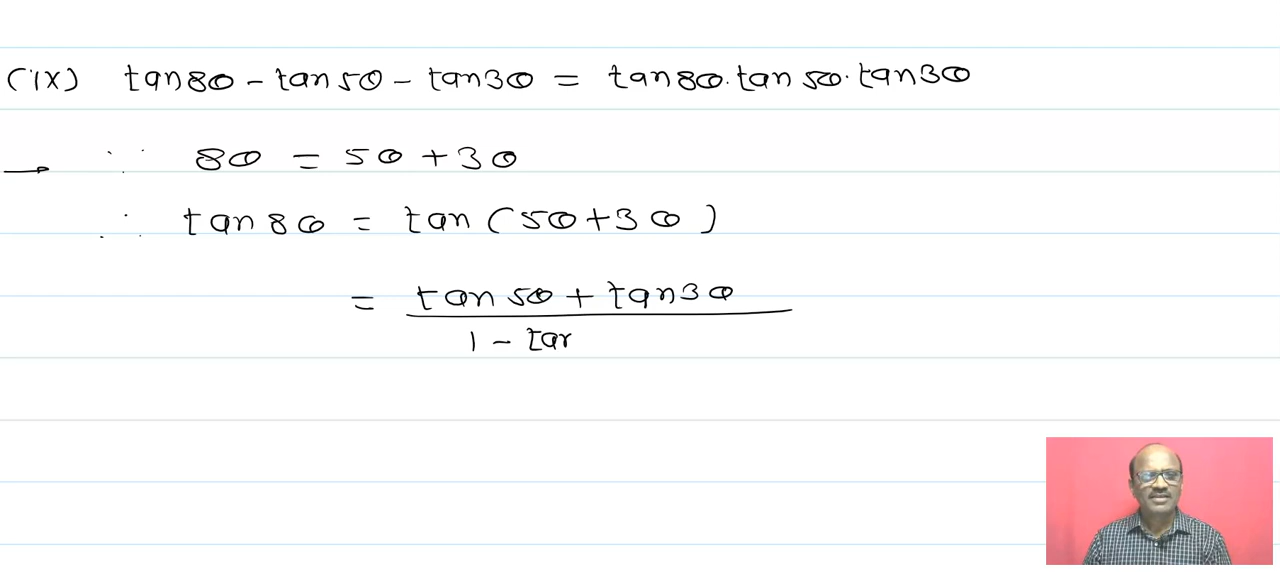 (ix) tan8θ - tan5θ - tan3θ = tan8θ.tan5θ.tan3θ
→ ∵ 8θ = 5θ + 3θ
∴ tan8θ = tan(5θ+3θ)
= tan5θ + tan3θ
1 - tan